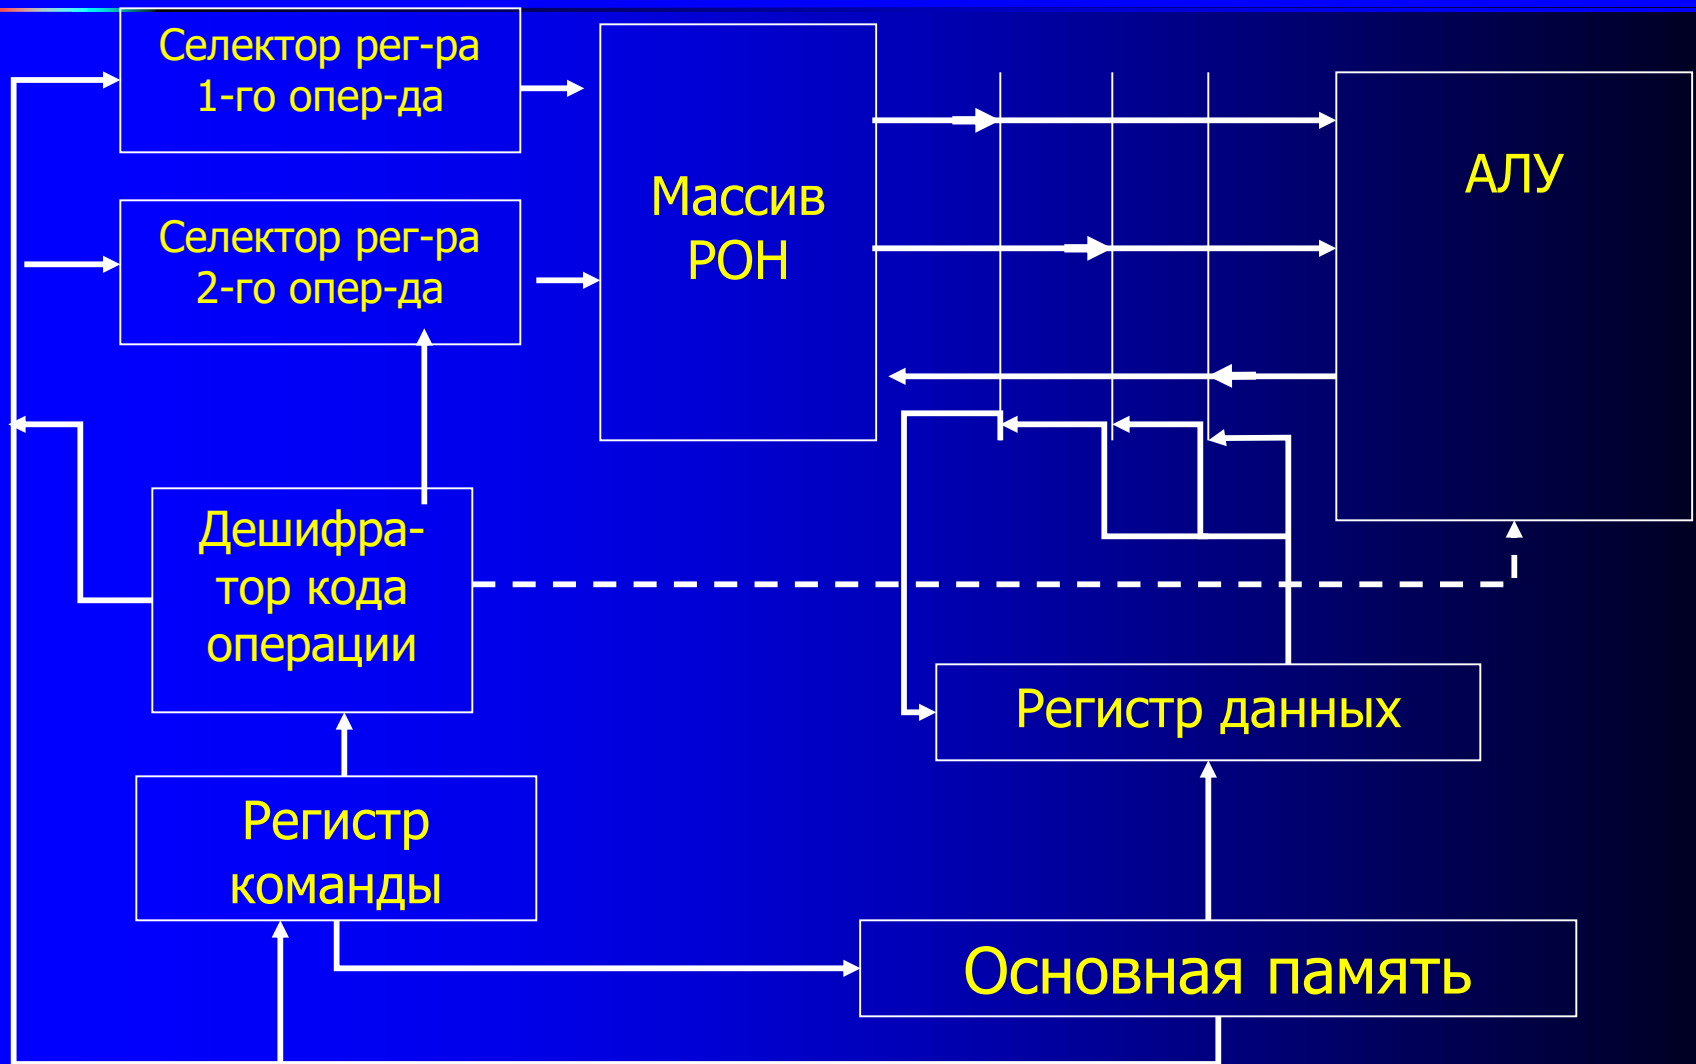 Селектор рег-ра
1-го опер-да
Массив
РОН
АЛУ
Селектор рег-ра
2-го опер-да
Дешифра-
тор кода
операции
Регистр данных
Регистр
команды
Основная память